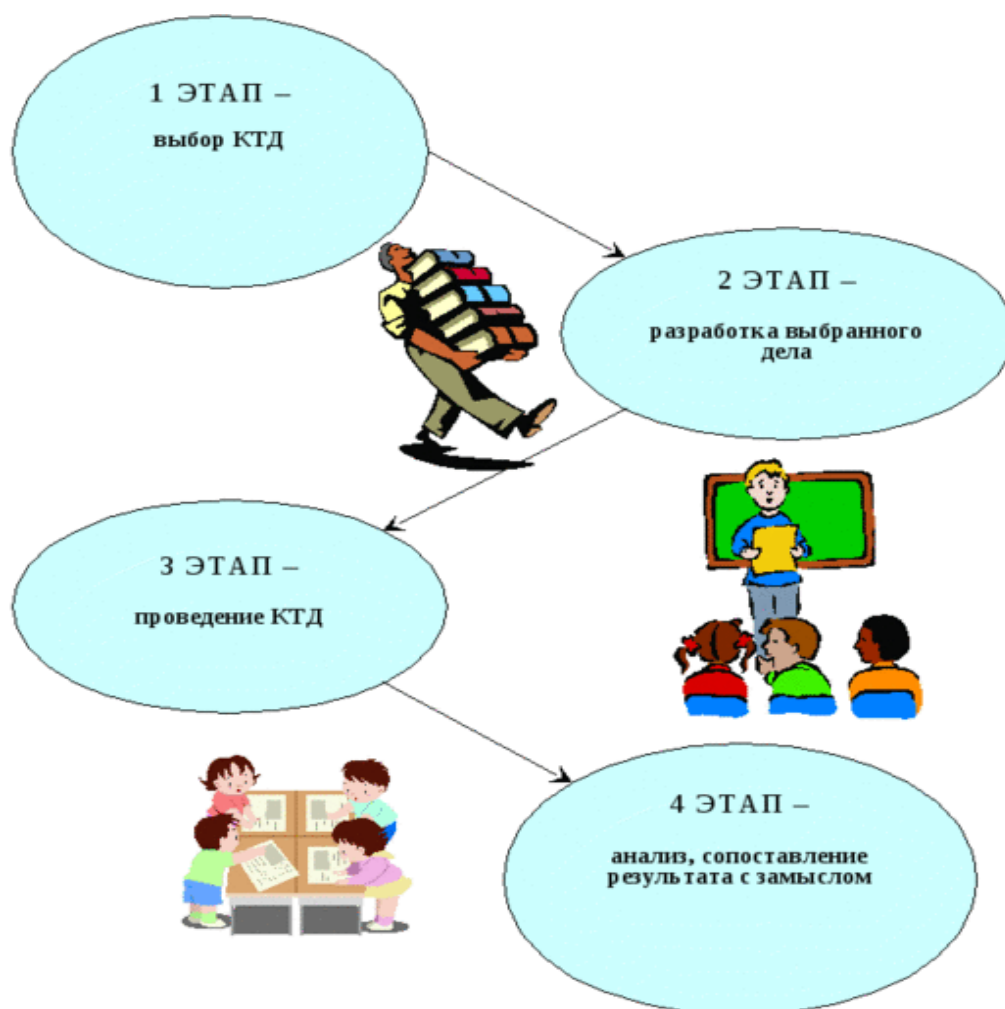 1 ЭТАП –
выбор КТД
2 ЭТАП –
разработка выбранного
дела
3 ЭТАП –
проведение КТД
4 ЭТАП –
анализ, сопоставление
результата с замыслом